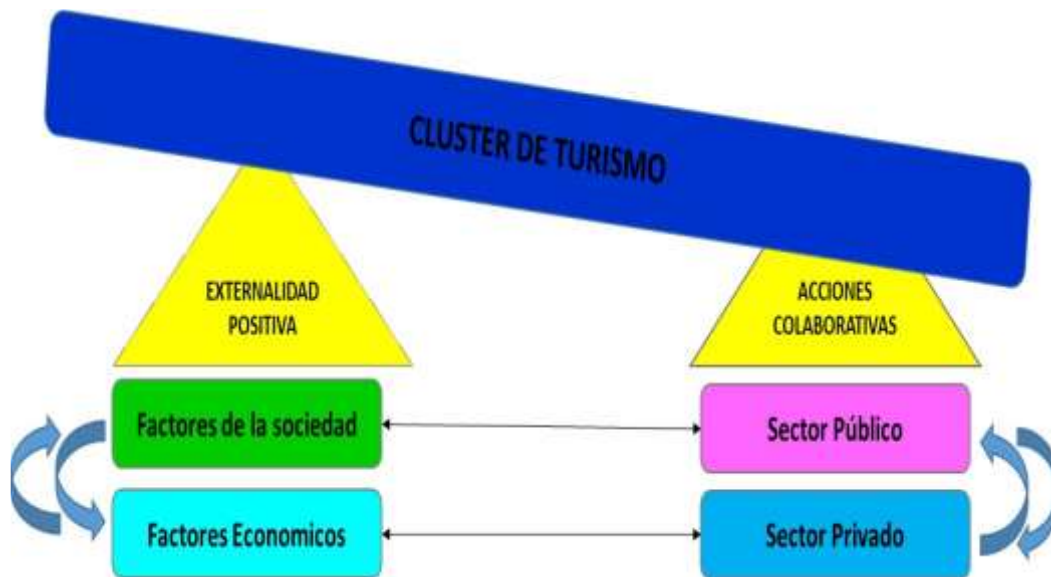 CLUSTER DE TURISMO
EXTERNALIDAD
POSITIVA
ACCIONES
COLABORATIVAS
Factores de la sociedad
Sector Público
Factores Economicos
Sector Privado